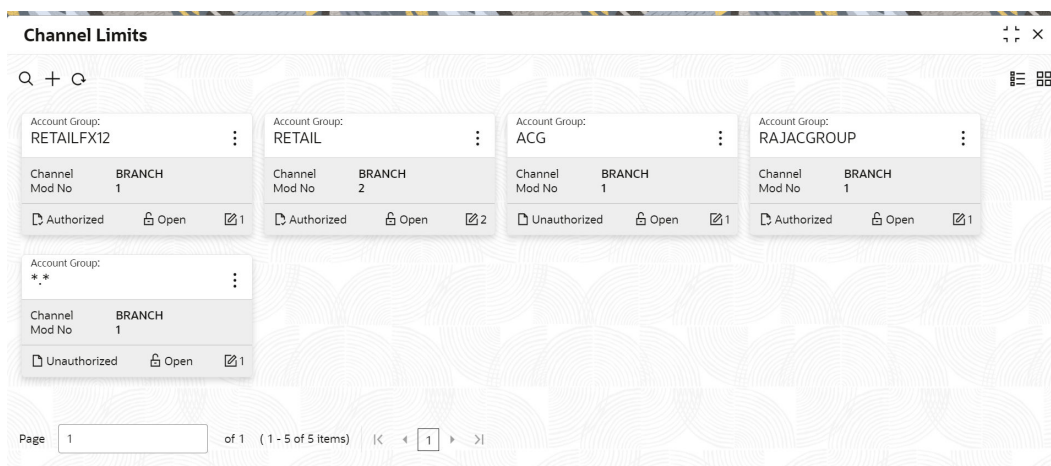 Channel Limits
Account Group: Account Group: Account Group: Account Group:
RETAILFX12 RETAIL ACG RAJACGROUP
Channel BRANCH Channel BRANCH Channel BRANCH Channel BRANCH
Mod No 1 Mod No 2 Mod No 1 Mod No 1
Authorized Open 1 Authorized Open 2 Unauthorized Open 1 Authorized Open 1
Account Group:
*.*
Channel BRANCH
Mod No 1
Unauthorized Open 1
Page 1 of 1 ( 1 - 5 of 5 items) 1